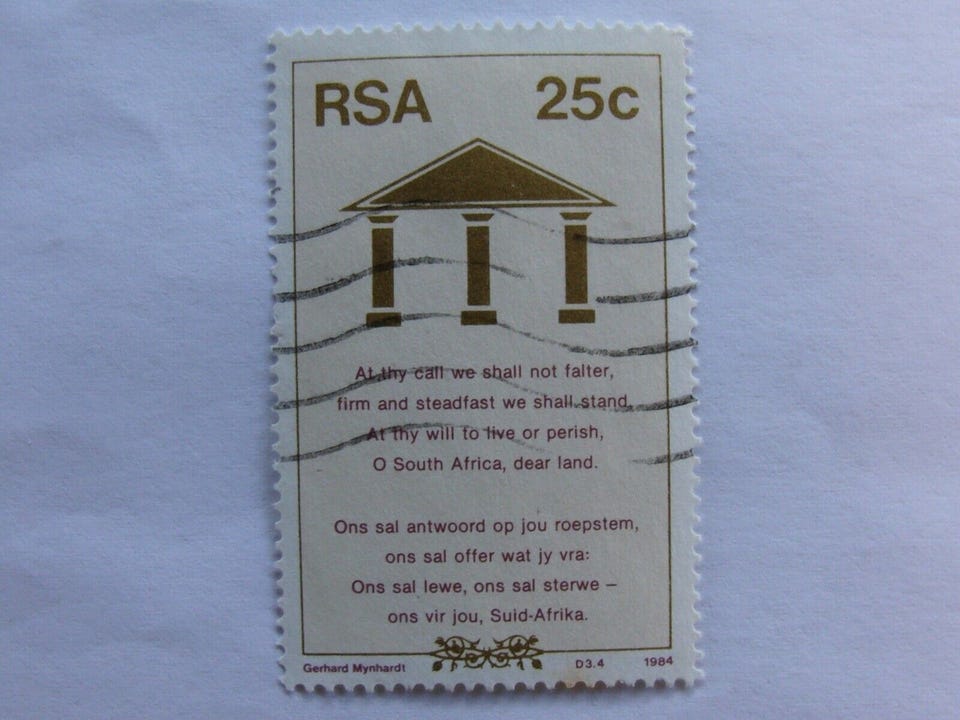 RSA 25c
At thy call we shall not falter,
firm and steadfast we shall stand,
At thy will to live or perish,
O South Africa, dear land.
Ons sal antwoord op jou roepstem,
ons sal offer wat jy vra:
Ons sal lewe, ons sal sterwe –
ons vir jou, Suid-Afrika.
Gerhard Mynhardt D3.4 1984